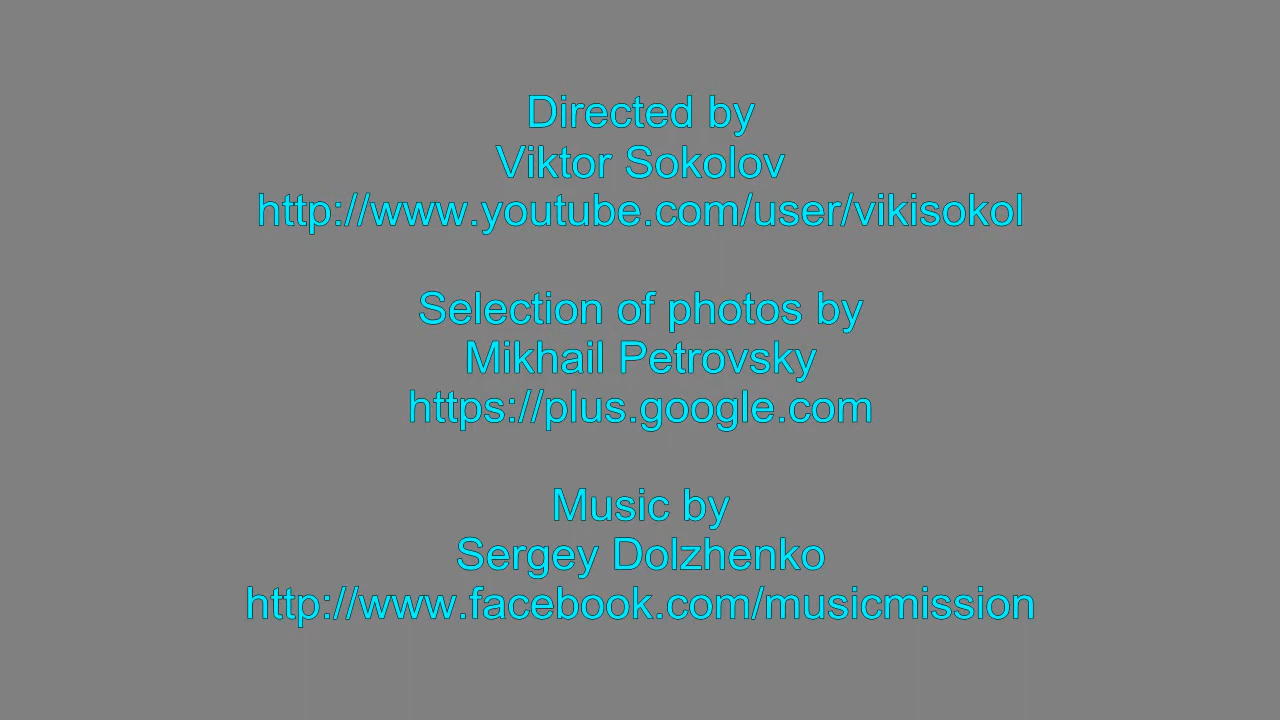 Directed by
Viktor Sokolov
http://www.youtube.com/user/vikisokol
Selection of photos by
Mikhail Petrovsky
https://plus.google.com
Music by
Sergey Dolzhenko
http://www.facebook.com/musicmission